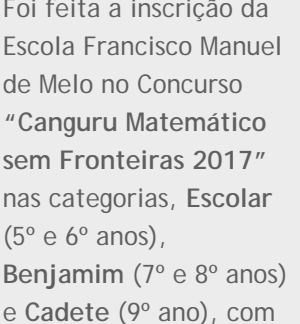 Foi feita a inscrição da
Escola Francisco Manuel
de Melo no Concurso
“Canguru Matemático
sem Fronteiras 2017”
nas categorias, Escolar
(5º e 6º anos),
Benjamim (7º e 8º anos)
e Cadete (9º ano), com